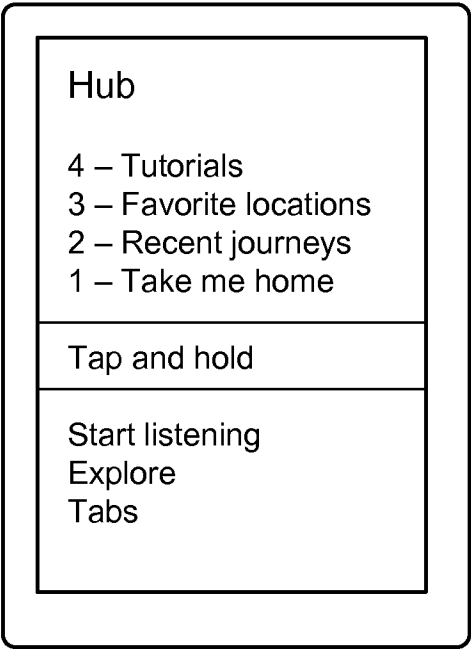 Hub
4 – Tutorials
3 – Favorite locations
2 – Recent journeys
1 – Take me home
Tap and hold
Start listening
Explore
Tabs